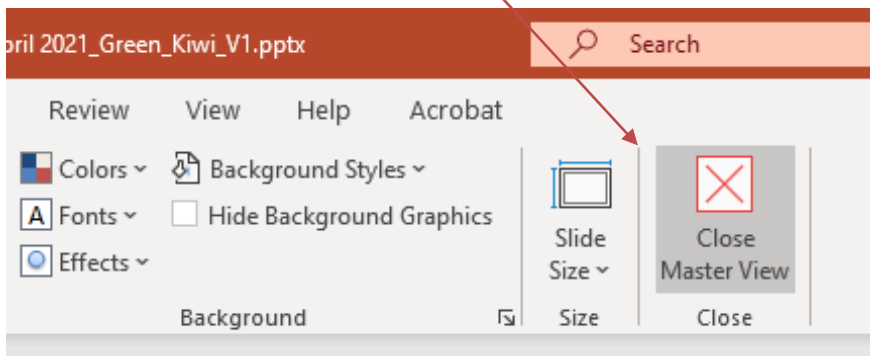 2021_Green_Kiwi_V1.pptx
Search
Review View Help Acrobat
Colors Background Styles
A Fonts Hide Background Graphics
Effects
Slide Size
Close Master View
Background Size Close